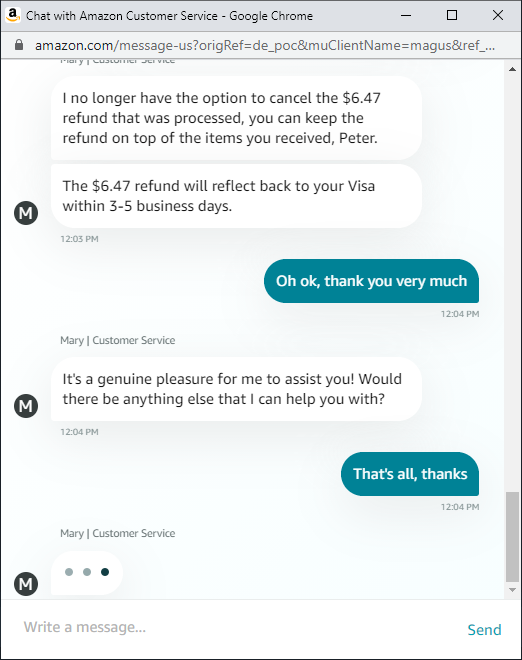 Chat with Amazon Customer Service - Google Chrome
amazon.com/message-us?origRef=de_poc&muClientName=magus&ref_...
Mary | Customer Service
I no longer have the option to cancel the $6.47
refund that was processed, you can keep the
refund on top of the items you received, Peter.
The $6.47 refund will reflect back to your Visa
within 3-5 business days.
M
12:03 PM
Oh ok, thank you very much
12:04 PM
Mary | Customer Service
It's a genuine pleasure for me to assist you! Would
there be anything else that I can help you with?
M
12:04 PM
That's all, thanks
12:04 PM
Mary | Customer Service
M
Write a message...
Send